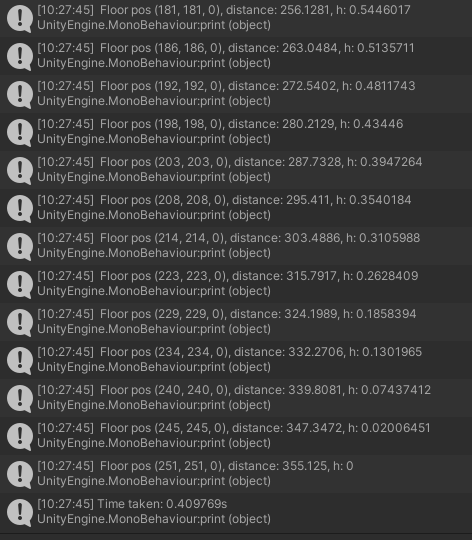 [10:27:45] Floor pos (181, 181, 0), distance: 256.1281, h: 0.5446017
UnityEngine.MonoBehaviour:print (object)
[10:27:45] Floor pos (186, 186, 0), distance: 263.0484, h: 0.5135711
UnityEngine.MonoBehaviour:print (object)
[10:27:45] Floor pos (192, 192, 0), distance: 272.5402, h: 0.4811743
UnityEngine.MonoBehaviour:print (object)
[10:27:45] Floor pos (198, 198, 0), distance: 280.2129, h: 0.43446
UnityEngine.MonoBehaviour:print (object)
[10:27:45] Floor pos (203, 203, 0), distance: 287.7328, h: 0.3947264
UnityEngine.MonoBehaviour:print (object)
[10:27:45] Floor pos (208, 208, 0), distance: 295.411, h: 0.3540184
UnityEngine.MonoBehaviour:print (object)
[10:27:45] Floor pos (214, 214, 0), distance: 303.4886, h: 0.3105988
UnityEngine.MonoBehaviour:print (object)
[10:27:45] Floor pos (223, 223, 0), distance: 315.7917, h: 0.2628409
UnityEngine.MonoBehaviour:print (object)
[10:27:45] Floor pos (229, 229, 0), distance: 324.1989, h: 0.1858394
UnityEngine.MonoBehaviour:print (object)
[10:27:45] Floor pos (234, 234, 0), distance: 332.2706, h: 0.1301965
UnityEngine.MonoBehaviour:print (object)
[10:27:45] Floor pos (240, 240, 0), distance: 339.8081, h: 0.07437412
UnityEngine.MonoBehaviour:print (object)
[10:27:45] Floor pos (245, 245, 0), distance: 347.3472, h: 0.02006451
UnityEngine.MonoBehaviour:print (object)
[10:27:45] Floor pos (251, 251, 0), distance: 355.125, h: 0
UnityEngine.MonoBehaviour:print (object)
[10:27:45] Time taken: 0.409769s
UnityEngine.MonoBehaviour:print (object)